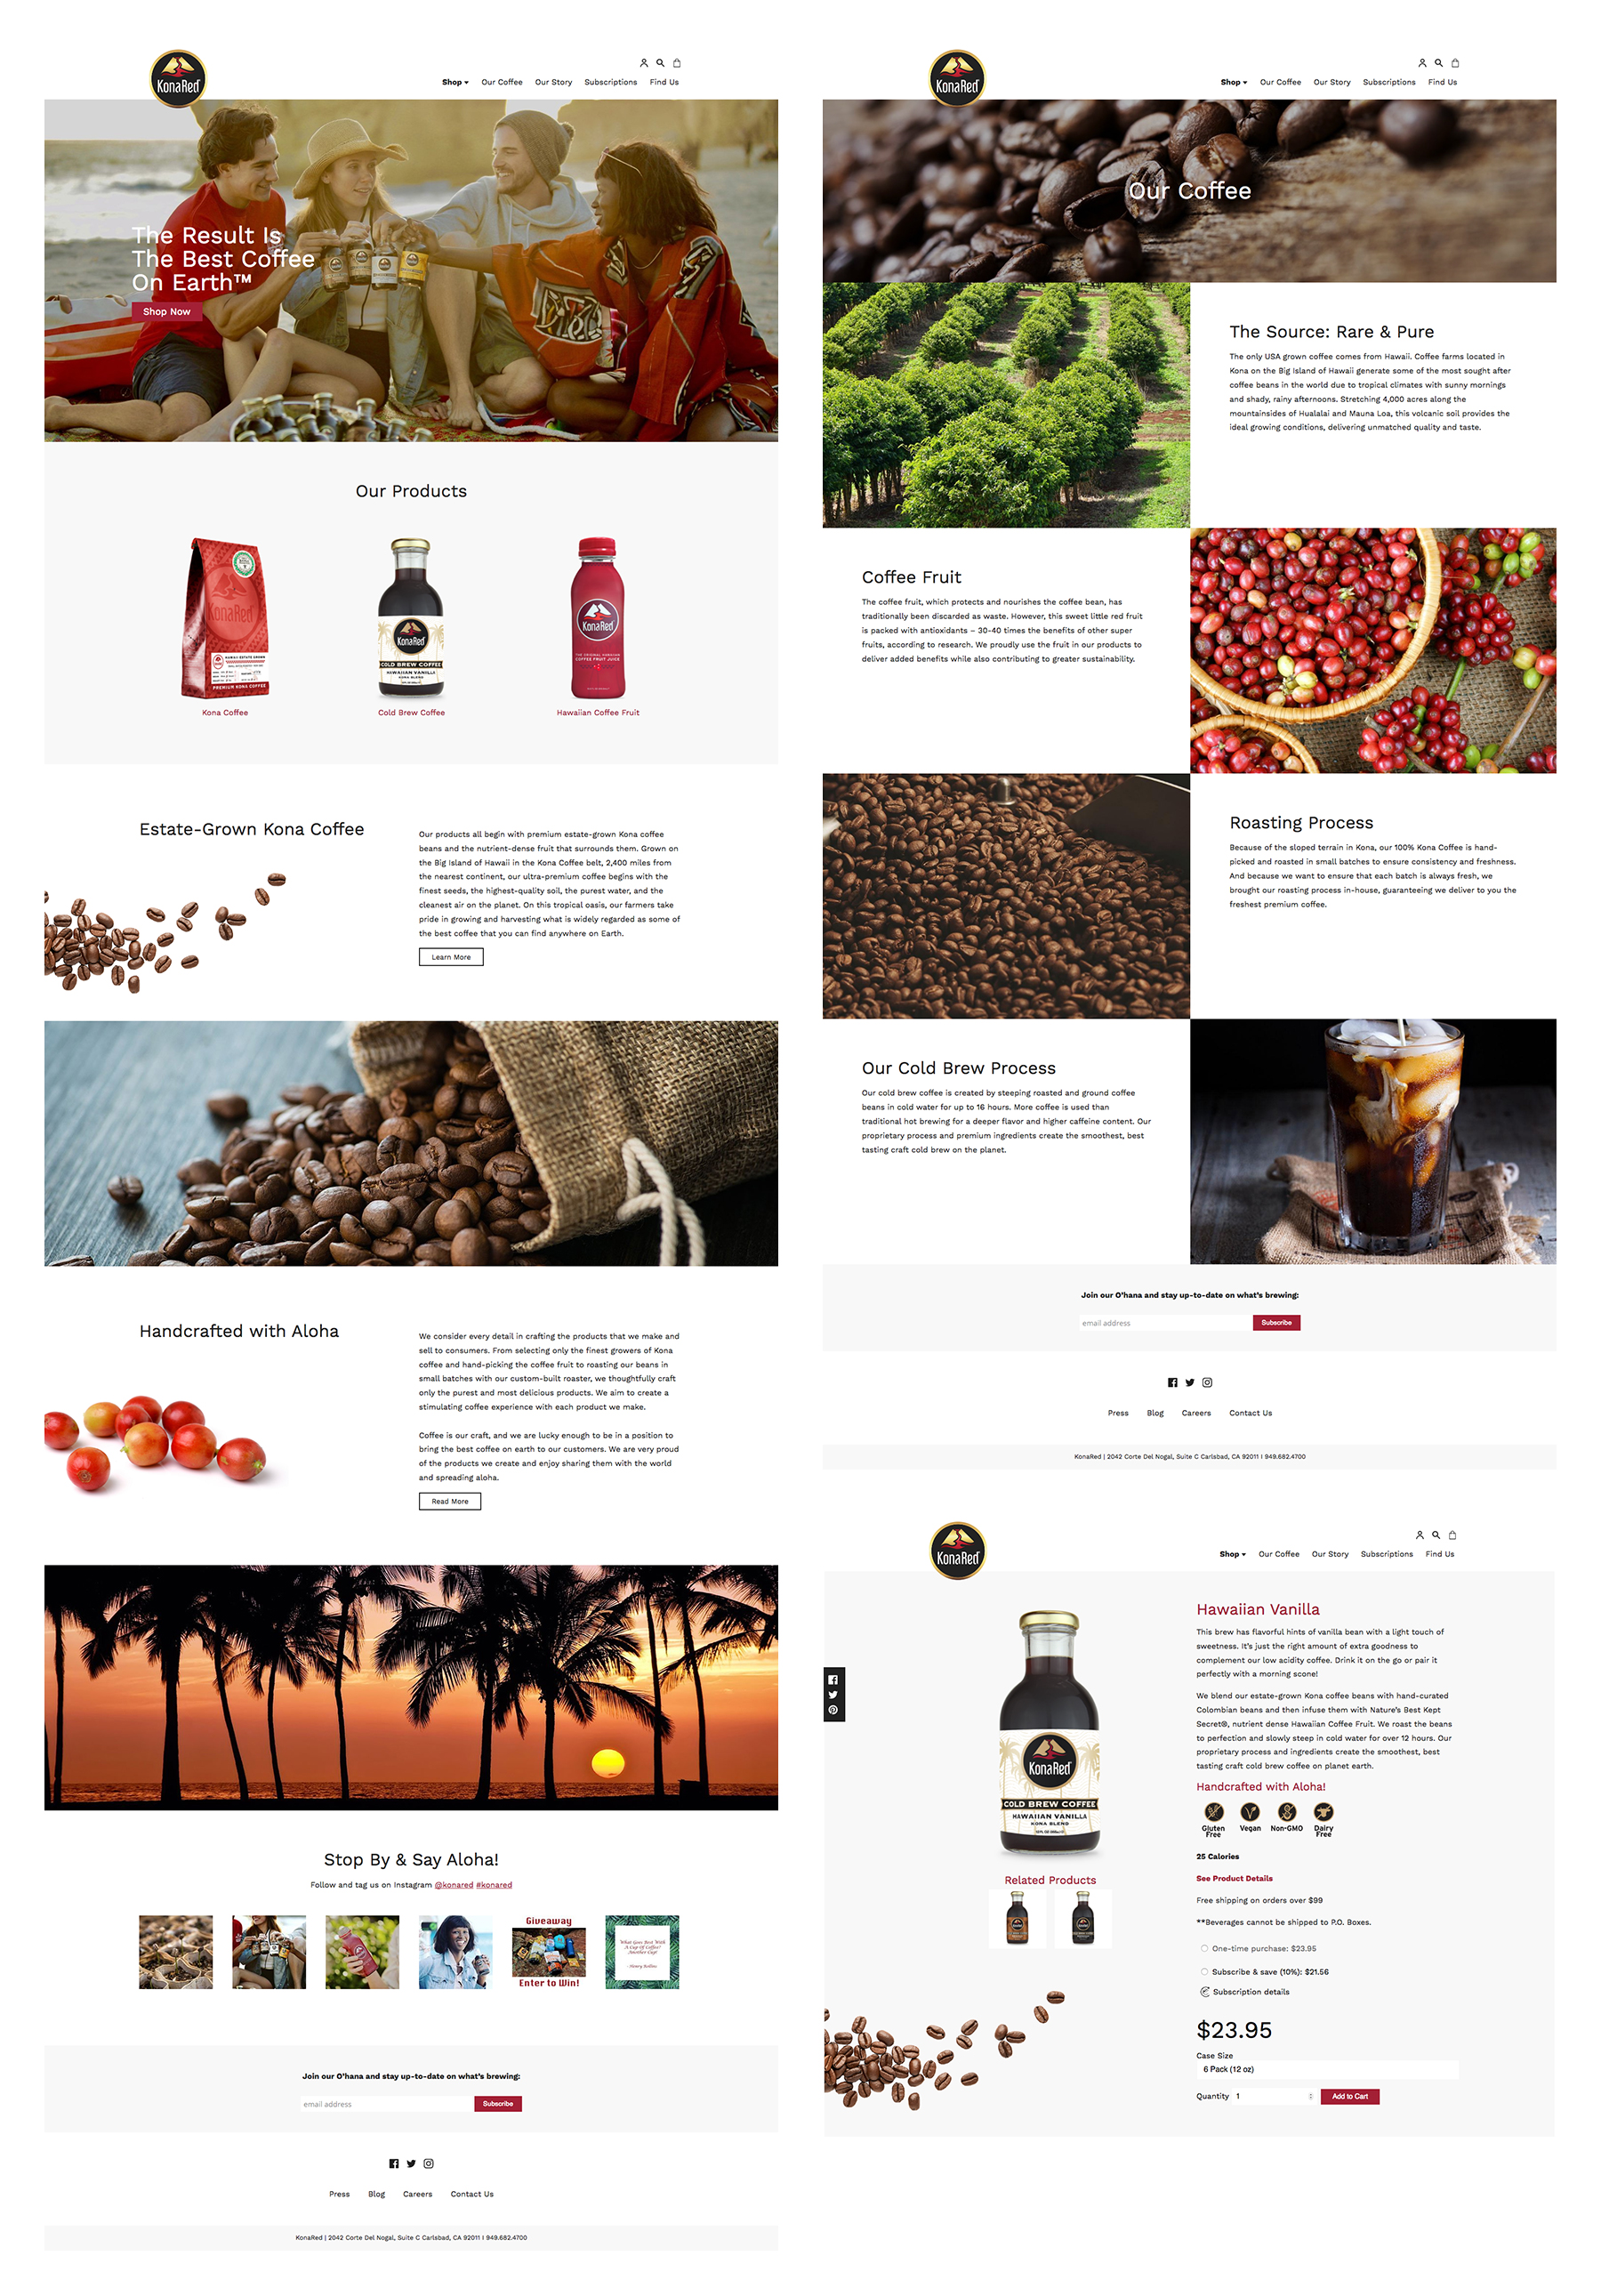 KonaRed
Shop
Our Coffee
Our Story
Subscriptions
Find Us
The Result Is
The Best Coffee
On Earth™
Shop Now
Our Products
KonaRed
HAWAII ESTATE GROWN
PREMIUM KONA COFFEE
KonaRed
COLD BREW COFFEE
HAWAIIAN VANILLA
KONA BLEND
KonaRed
THE ORIGINAL HAWAIIAN
COFFEE FRUIT JUICE
Kona Coffee
Cold Brew Coffee
Hawaiian Coffee Fruit
Estate-Grown Kona Coffee
Our products all begin with premium estate-grown Kona coffee
beans and the nutrient-dense fruit that surrounds them. Grown on
the Big Island of Hawaii in the Kona Coffee belt, 2,400 miles from
the nearest continent, our ultra-premium coffee begins with the
finest seeds, the highest-quality soil, the purest water, and the
cleanest air on the planet. On this tropical oasis, our farmers take
pride in growing and harvesting what is widely regarded as some of
the best coffee that you can find anywhere on Earth.
Learn More
Handcrafted with Aloha
We consider every detail in crafting the products that we make and
sell to consumers. From selecting only the finest growers of Kona
coffee and hand-picking the coffee fruit to roasting our beans in
small batches with our custom-built roaster, we thoughtfully craft
only the purest and most delicious products. We aim to create a
stimulating coffee experience with each product we make.
Coffee is our craft, and we are lucky enough to be in a position to
bring the best coffee on earth to our customers. We are very proud
of the products we create and enjoy sharing them with the world
and spreading aloha.
Read More
Stop By & Say Aloha!
Follow and tag us on Instagram @konared #konared
Giveaway
Enter to Win!
What Goes Best With
A Cup Of Coffee?
Another Cup
- Henry Rollins
Join our O'hana and stay up-to-date on what's brewing:
email address
Subscribe
Press
Blog
Careers
Contact Us
KonaRed | 2042 Corte Del Nogal, Suite C Carlsbad, CA 92011 I 949.682.4700
KonaRed
Shop
Our Coffee
Our Story
Subscriptions
Find Us
Our Coffee
The Source: Rare & Pure
The only USA grown coffee comes from Hawaii. Coffee farms located in
Kona on the Big Island of Hawaii generate some of the most sought after
coffee beans in the world due to tropical climates with sunny mornings
and shady, rainy afternoons. Stretching 4,000 acres along the
mountainsides of Hualalai and Mauna Loa, this volcanic soil provides the
ideal growing conditions, delivering unmatched quality and taste.
Coffee Fruit
The coffee fruit, which protects and nourishes the coffee bean, has
traditionally been discarded as waste. However, this sweet little red fruit
is packed with antioxidants – 30-40 times the benefits of other super
fruits, according to research. We proudly use the fruit in our products to
deliver added benefits while also contributing to greater sustainability.
Roasting Process
Because of the sloped terrain in Kona, our 100% Kona Coffee is hand-
picked and roasted in small batches to ensure consistency and freshness.
And because we want to ensure that each batch is always fresh, we
brought our roasting process in-house, guaranteeing we deliver to you the
freshest premium coffee.
Our Cold Brew Process
Our cold brew coffee is created by steeping roasted and ground coffee
beans in cold water for up to 16 hours. More coffee is used than
traditional hot brewing for a deeper flavor and higher caffeine content. Our
proprietary process and premium ingredients create the smoothest, best
tasting craft cold brew on the planet.
Join our O'hana and stay up-to-date on what's brewing:
email address
Subscribe
Press
Blog
Careers
Contact Us
KonaRed | 2042 Corte Del Nogal, Suite C Carlsbad, CA 92011 I 949.682.4700
KonaRed
Shop
Our Coffee
Our Story
Subscriptions
Find Us
KonaRed
COLD BREW COFFEE
HAWAIIAN VANILLA
KONA BLEND
Related Products
Hawaiian Vanilla
This brew has flavorful hints of vanilla bean with a light touch of
sweetness. It's just the right amount of extra goodness to
complement our low acidity coffee. Drink it on the go or pair it
perfectly with a morning scone!
We blend our estate-grown Kona coffee beans with hand-curated
Colombian beans and then infuse them with Nature's Best Kept
Secret®, nutrient dense Hawaiian Coffee Fruit. We roast the beans
to perfection and slowly steep in cold water for over 12 hours. Our
proprietary process and ingredients create the smoothest, best
tasting craft cold brew coffee on planet earth.
Handcrafted with Aloha!
Gluten Free
Vegan
Non-GMO
Dairy Free
25 Calories
See Product Details
Free shipping on orders over $99
**Beverages cannot be shipped to P.O. Boxes.
One-time purchase: $23.95
Subscribe & save (10%): $21.56
Subscription details
$23.95
Case Size
6 Pack (12 oz)
Quantity 1
Add to Cart